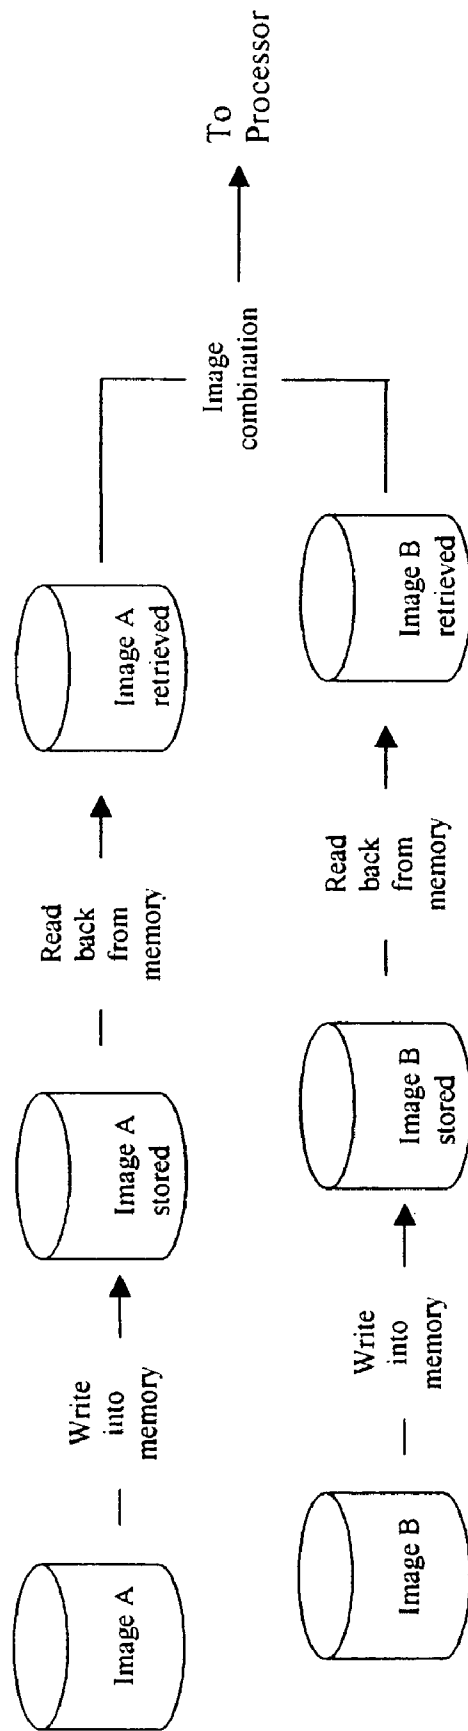 Image A
Write
into
memory
Image A
stored
Read
back
from
memory
Image A
retrieved
Image
combination
To
Processor
Image B
Write
into
memory
Image B
stored
Read
back
from
memory
Image B
retrieved